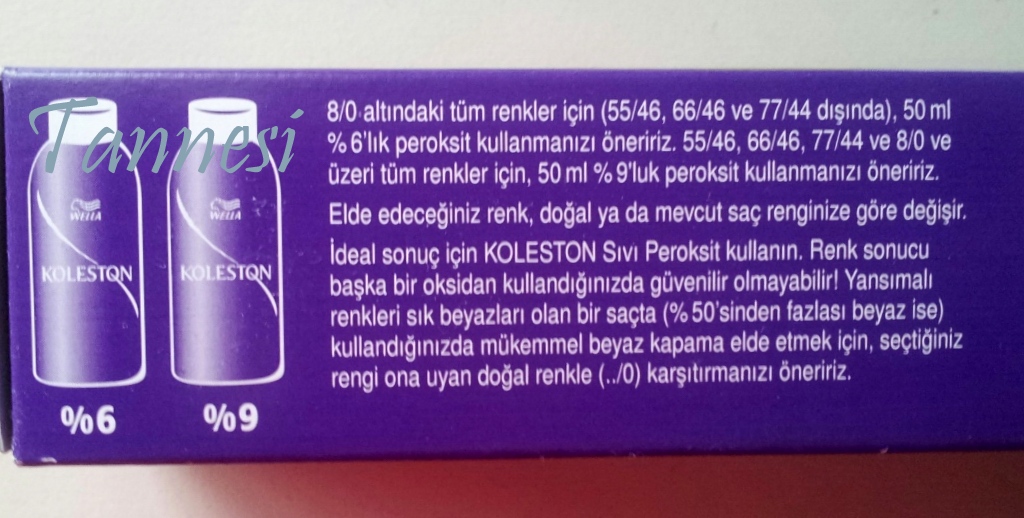 Tannesi
WELLA
WELLA
KOLESTON
KOLESTON
%6
%9
8/0 altındaki tüm renkler için (55/46, 66/46 ve 77/44 dışında), 50 ml
% 6'lık peroksit kullanmanızı öneririz. 55/46, 66/46, 77/44 ve 8/0 ve
üzeri tüm renkler için, 50 ml % 9'luk peroksit kullanmanızı öneririz.
Elde edeceğiniz renk, doğal ya da mevcut saç renginize göre değişir.
İdeal sonuç için KOLESTON Sıvı Peroksit kullanın. Renk sonucu
başka bir oksidan kullandığınızda güvenilir olmayabilir! Yansımalı
renkleri sık beyazları olan bir saçta (% 50'sinden fazlası beyaz ise)
kullandığınızda mükemmel beyaz kapama elde etmek için, seçtiğiniz
rengi ona uyan doğal renkle (../0) karşıtırmanızı öneririz.